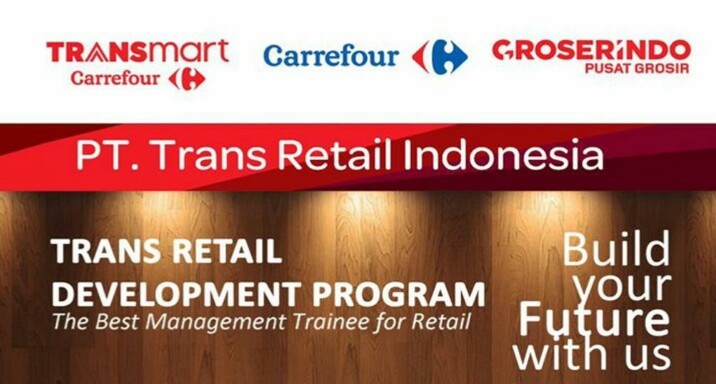 TRANSmart
Carrefour
Carrefour
GROSERINDO
PUSAT GROSIR
PT. Trans Retail Indonesia
TRANS RETAIL
DEVELOPMENT PROGRAM
The Best Management Trainee for Retail
Build
your
Future
with us